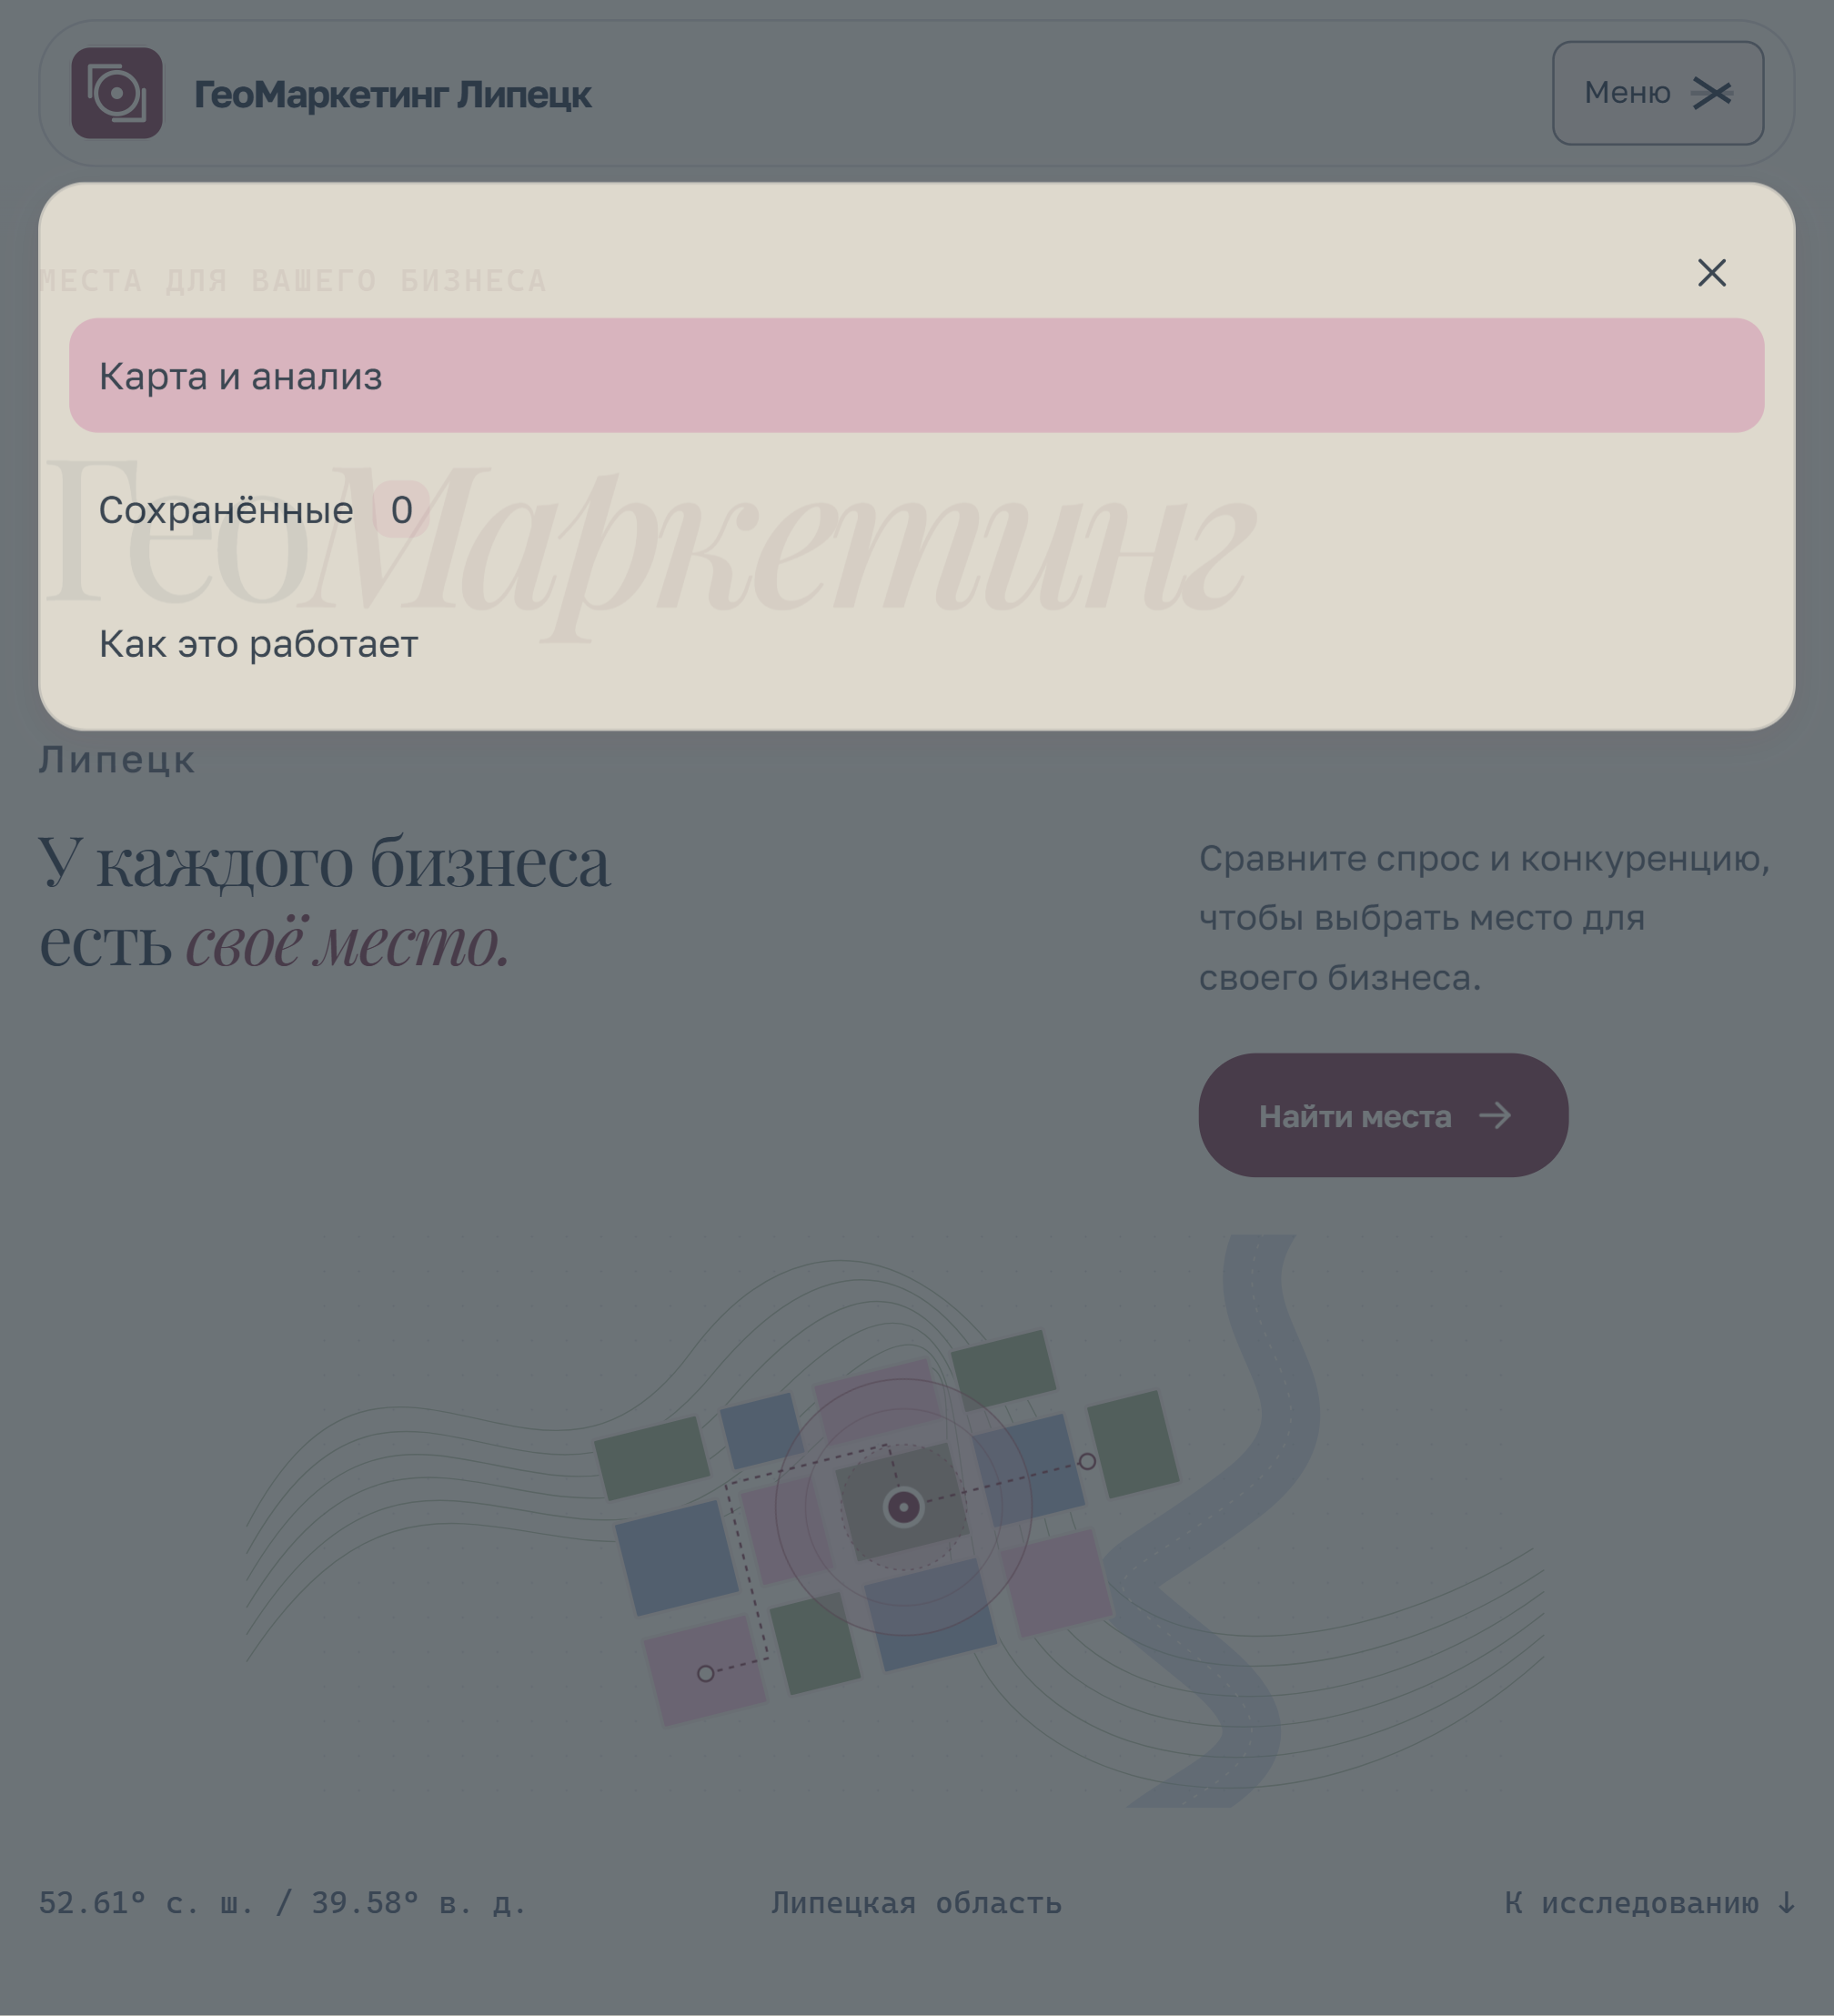 ГеоМаркетинг Липецк
Меню
МЕСТА ДЛЯ ВАШЕГО БИЗНЕСА
Карта и анализ
ГеоМаркетинг
Сохранённые 0
Как это работает
Липецк
У каждого бизнеса
есть своё место.
Сравните спрос и конкуренцию,
чтобы выбрать место для
своего бизнеса.
Найти места →
52.61° с. ш. / 39.58° в. д.
Липецкая область
К исследованию ↓